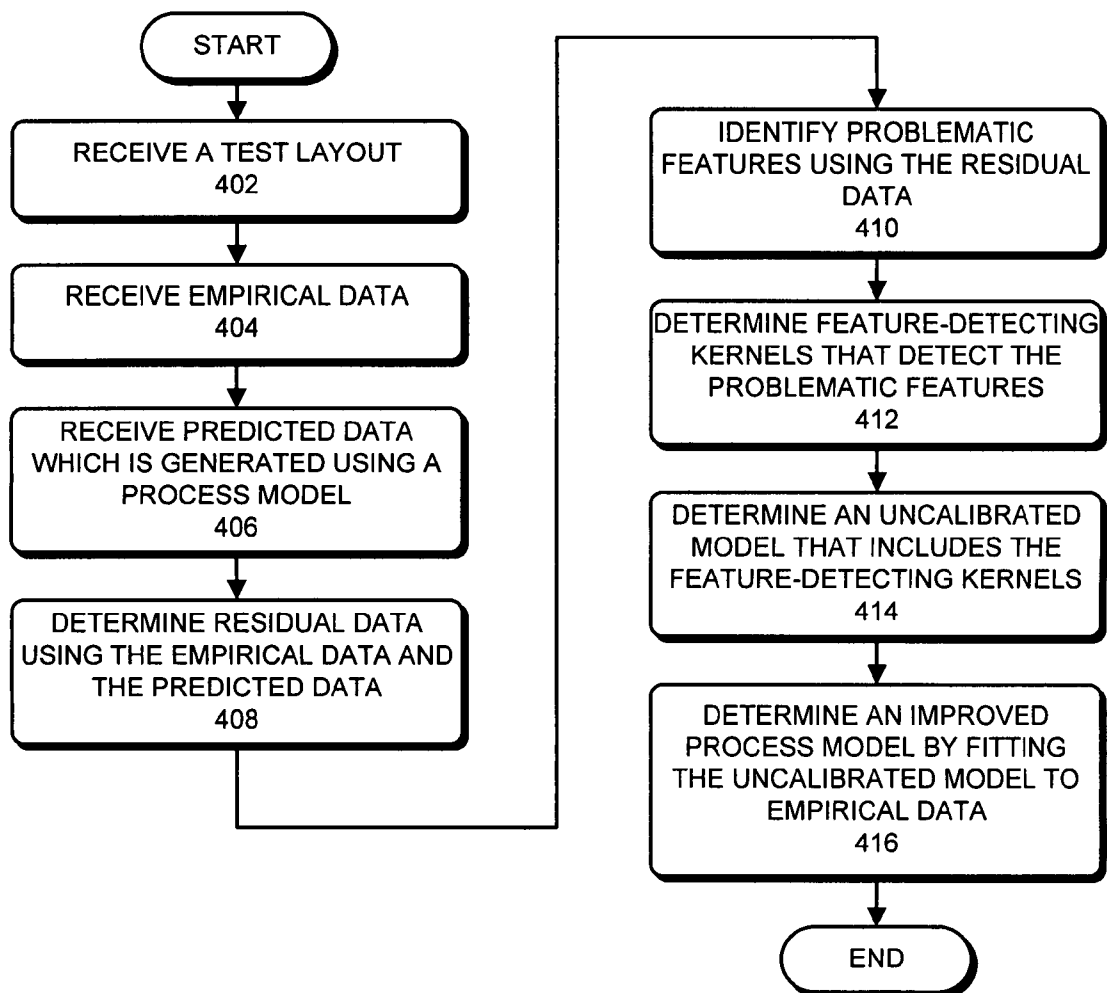 START
RECEIVE A TEST LAYOUT
402
RECEIVE EMPIRICAL DATA
404
RECEIVE PREDICTED DATA
WHICH IS GENERATED USING A
PROCESS MODEL
406
DETERMINE RESIDUAL DATA
USING THE EMPIRICAL DATA AND
THE PREDICTED DATA
408
IDENTIFY PROBLEMATIC
FEATURES USING THE RESIDUAL
DATA
410
DETERMINE FEATURE-DETECTING
KERNELS THAT DETECT THE
PROBLEMATIC FEATURES
412
DETERMINE AN UNCALIBRATED
MODEL THAT INCLUDES THE
FEATURE-DETECTING KERNELS
414
DETERMINE AN IMPROVED
PROCESS MODEL BY FITTING
THE UNCALIBRATED MODEL TO
EMPIRICAL DATA
416
END